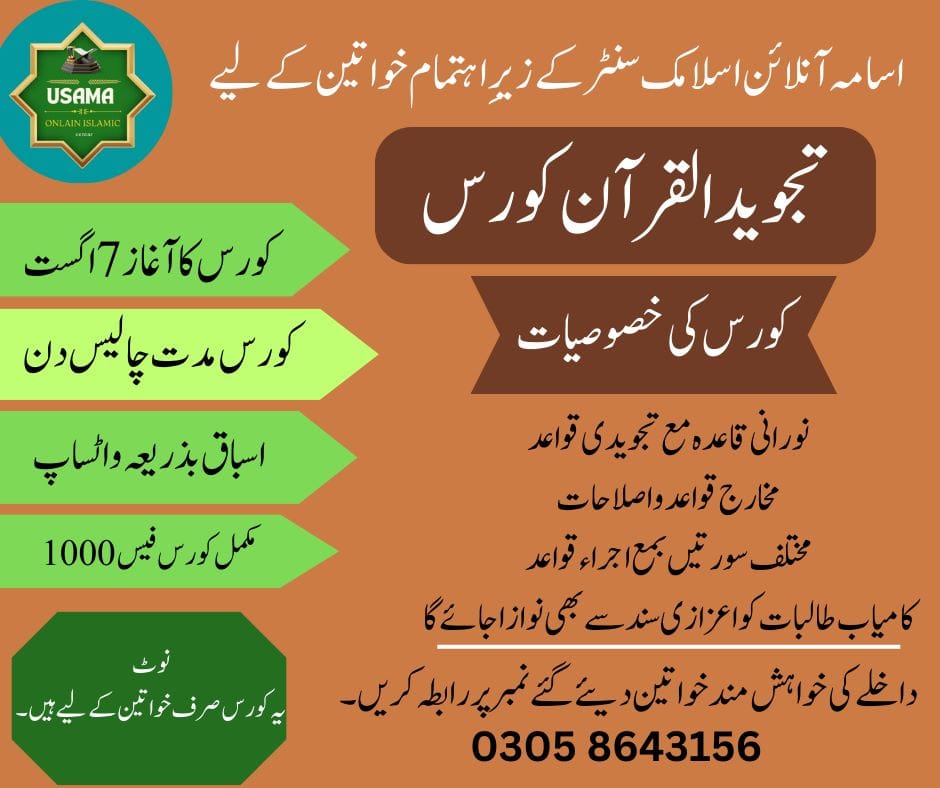 USAMA
ONLAIN ISLAMIC
CENTAR
اسامہ آنلائن اسلامک سنٹر کے زیرِ اہتمام خواتین کے لیے
تجوید القرآن کورس
کورس کی خصوصیات
نورانی قاعدہ مع تجویدی قواعد
مخارج قواعد واصلاحات
مختلف سورتیں بمع اجراء قواعد
کامیاب طالبات کو اعزازی سند سے بھی نوازا جائے گا
داخلے کی خواہش مند خواتین دیئے گئے نمبر پر رابطہ کریں۔
0305 8643156
کورس کا آغاز 7 اگست
کورس مدت چالیس دن
اسباق بذریعہ واٹساپ
مکمل کورس فیس 1000
نوٹ
یہ کورس صرف خواتین کے لیے ہیں۔